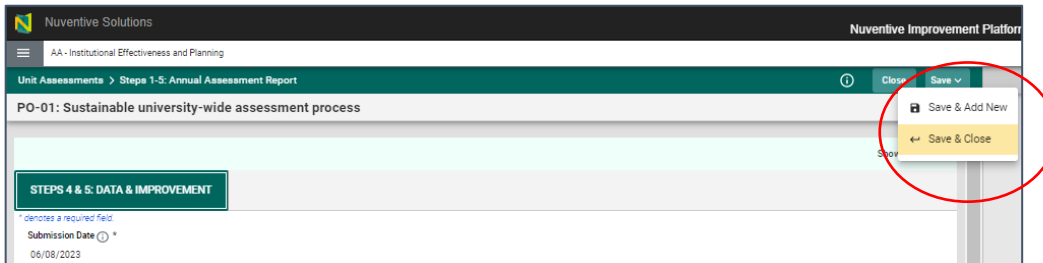 Nuventive Solutions
Nuventive Improvement Platform
AA - Institutional Effectiveness and Planning
Unit Assessments > Steps 1-5: Annual Assessment Report
Close Save
PO-01: Sustainable university-wide assessment process
Save & Add New
Save & Close
Show
STEPS 4 & 5: DATA & IMPROVEMENT
* denotes a required field.
Submission Date *
06/08/2023